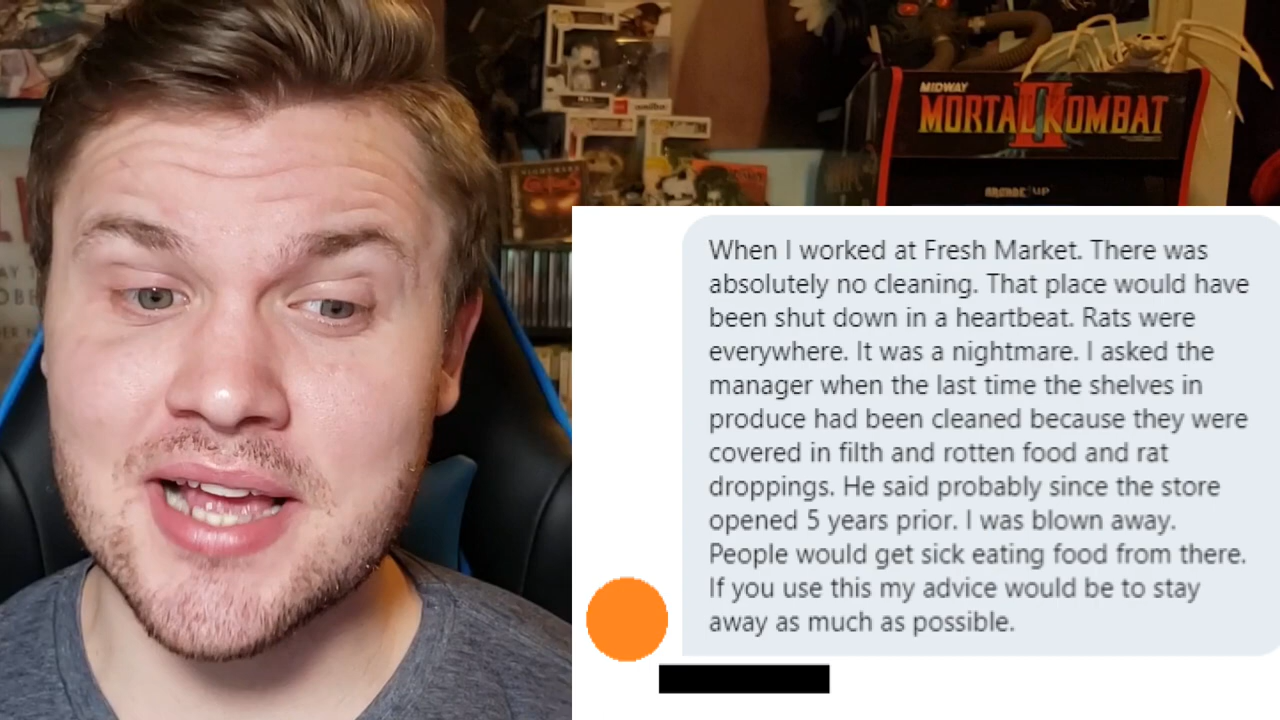 MIDWAY
MORTAL KOMBAT
II
ARCADE 1UP
amiibo
When I worked at Fresh Market. There was
absolutely no cleaning. That place would have
been shut down in a heartbeat. Rats were
everywhere. It was a nightmare. I asked the
manager when the last time the shelves in
produce had been cleaned because they were
covered in filth and rotten food and rat
droppings. He said probably since the store
opened 5 years prior. I was blown away.
People would get sick eating food from there.
If you use this my advice would be to stay
away as much as possible.